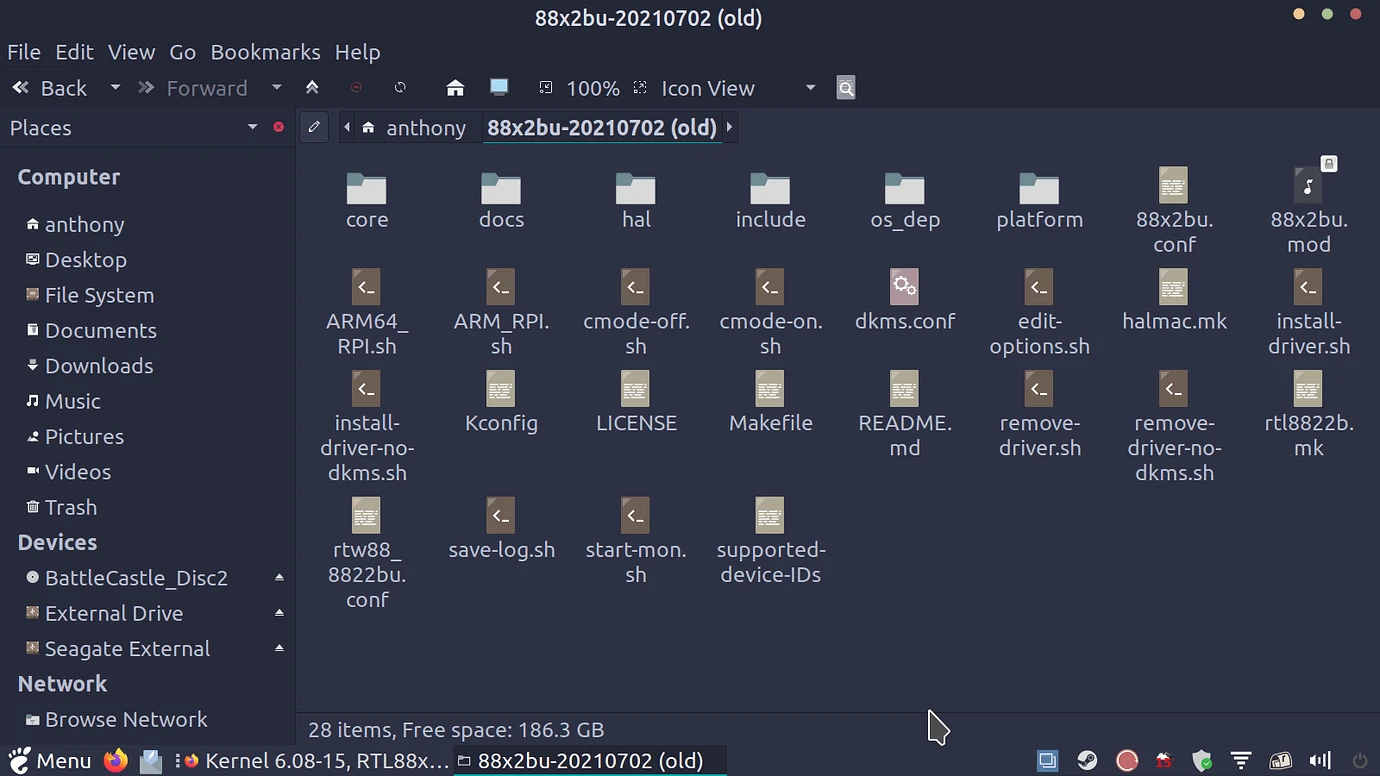 88x2bu-20210702 (old)
File Edit View Go Bookmarks Help
Back Forward 100% Icon View
Places anthony 88x2bu-20210702 (old)
Computer
anthony
Desktop
File System
Documents
Downloads
Music
Pictures
Videos
Trash
Devices
BattleCastle_Disc2
External Drive
Seagate External
Network
Browse Network
core docs hal include os_dep platform 88x2bu. 88x2bu.
conf mod
ARM64_ ARM_RPI. cmode-off. cmode-on. dkms.conf edit- halmac.mk install-
RPI.sh sh sh sh options.sh driver.sh
install- Kconfig LICENSE Makefile README. remove- remove- rtl8822b.
driver-no- md driver.sh driver-no- mk
dkms.sh dkms.sh
rtw88_ save-log.sh start-mon. supported-
8822bu. sh device-IDs
conf
28 items, Free space: 186.3 GB
Menu Kernel 6.08-15, RTL88x... 88x2bu-20210702 (old) 15